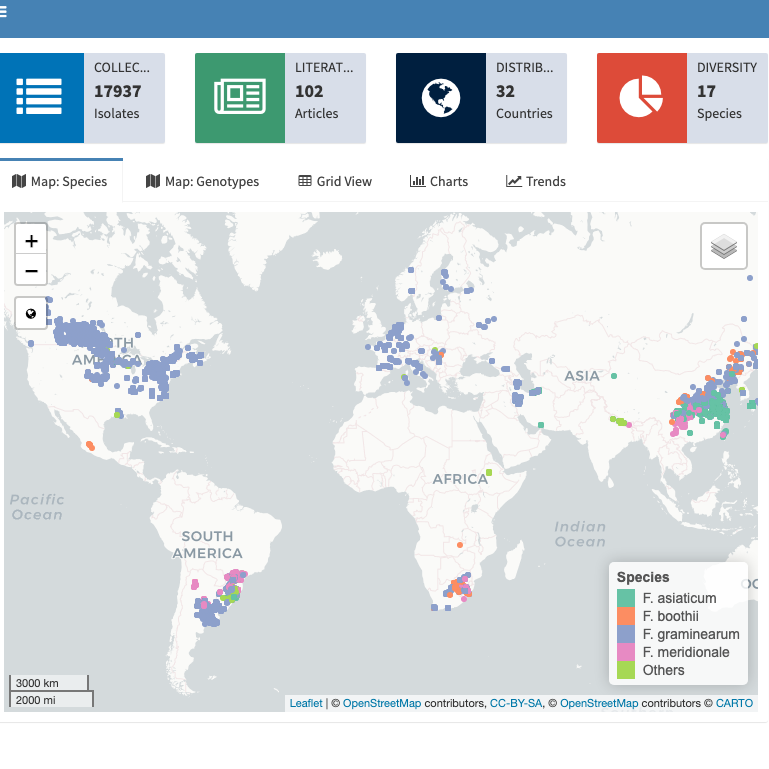 COLLEC...
17937
Isolates
LITERAT...
102
Articles
DISTRIB...
32
Countries
DIVERSITY
17
Species
Map: Species
Map: Genotypes
Grid View
Charts
Trends
+
−
AMERICA
ASIA
AFRICA
Pacific
Ocean
SOUTH
AMERICA
Indian
Ocean
Species
F. asiaticum
F. boothii
F. graminearum
F. meridionale
Others
3000 km
2000 mi
Leaflet | © OpenStreetMap contributors, CC-BY-SA, © OpenStreetMap contributors © CARTO